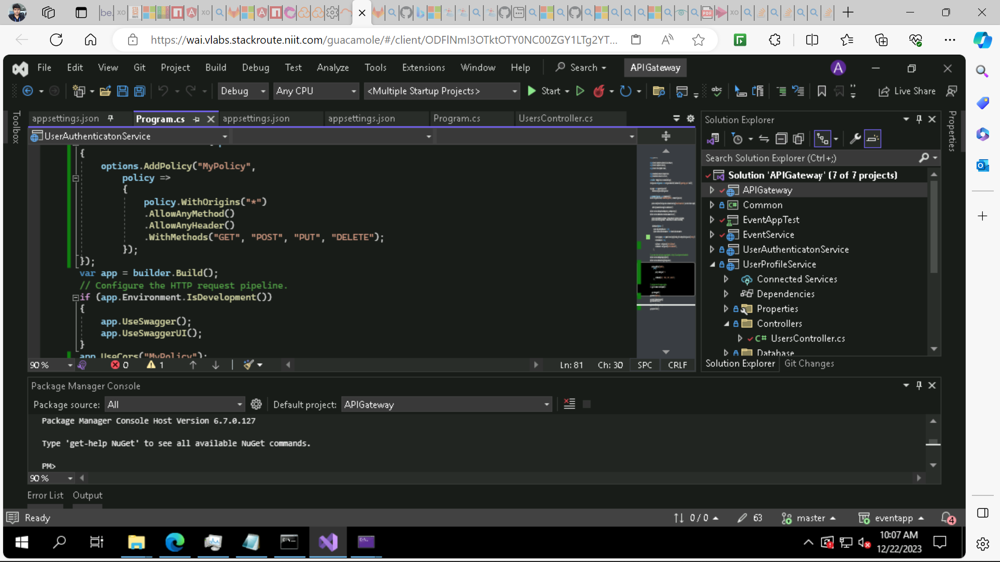 be.
xo
xo
PDF
xo
https://wai.vlabs.stackroute.niit.com/guacamole/#/client/ODFlNmI3OTktOTY0NC00ZGY1LTg2YT...
File Edit View Git Project Build Debug Test Analyze Tools Extensions Window Help Search APIGateway A
Debug Any CPU <Multiple Startup Projects> Start abc Live Share
Toolbox
appsettings.json Program.cs appsettings.json appsettings.json Program.cs UsersController.cs
UserAuthenticatonService
{
options.AddPolicy("MyPolicy",
policy =>
{
policy.WithOrigins("*")
.AllowAnyMethod()
.AllowAnyHeader()
.WithMethods("GET", "POST", "PUT", "DELETE");
});
});
var app = builder.Build();
// Configure the HTTP request pipeline.
if (app.Environment.IsDevelopment())
{
app.UseSwagger();
app.UseSwaggerUI();
}
app.UseCors("MyPolicy");
90 % 0 1 Ln: 81 Ch: 30 SPC CRLF
Solution Explorer
Properties
Search Solution Explorer (Ctrl+;)
Solution 'APIGateway' (7 of 7 projects)
APIGateway
C# Common
EventAppTest
EventService
UserAuthenticatonService
UserProfileService
Connected Services
Dependencies
Properties
Controllers
C# UsersController.cs
Database
Solution Explorer Git Changes
Package Manager Console
Package source: All Default project: APIGateway
Package Manager Console Host Version 6.7.0.127
Type 'get-help NuGet' to see all available NuGet commands.
PM>
90 %
Error List Output
Ready 0 / 0 63 master eventapp 4
10:07 AM
12/22/2023